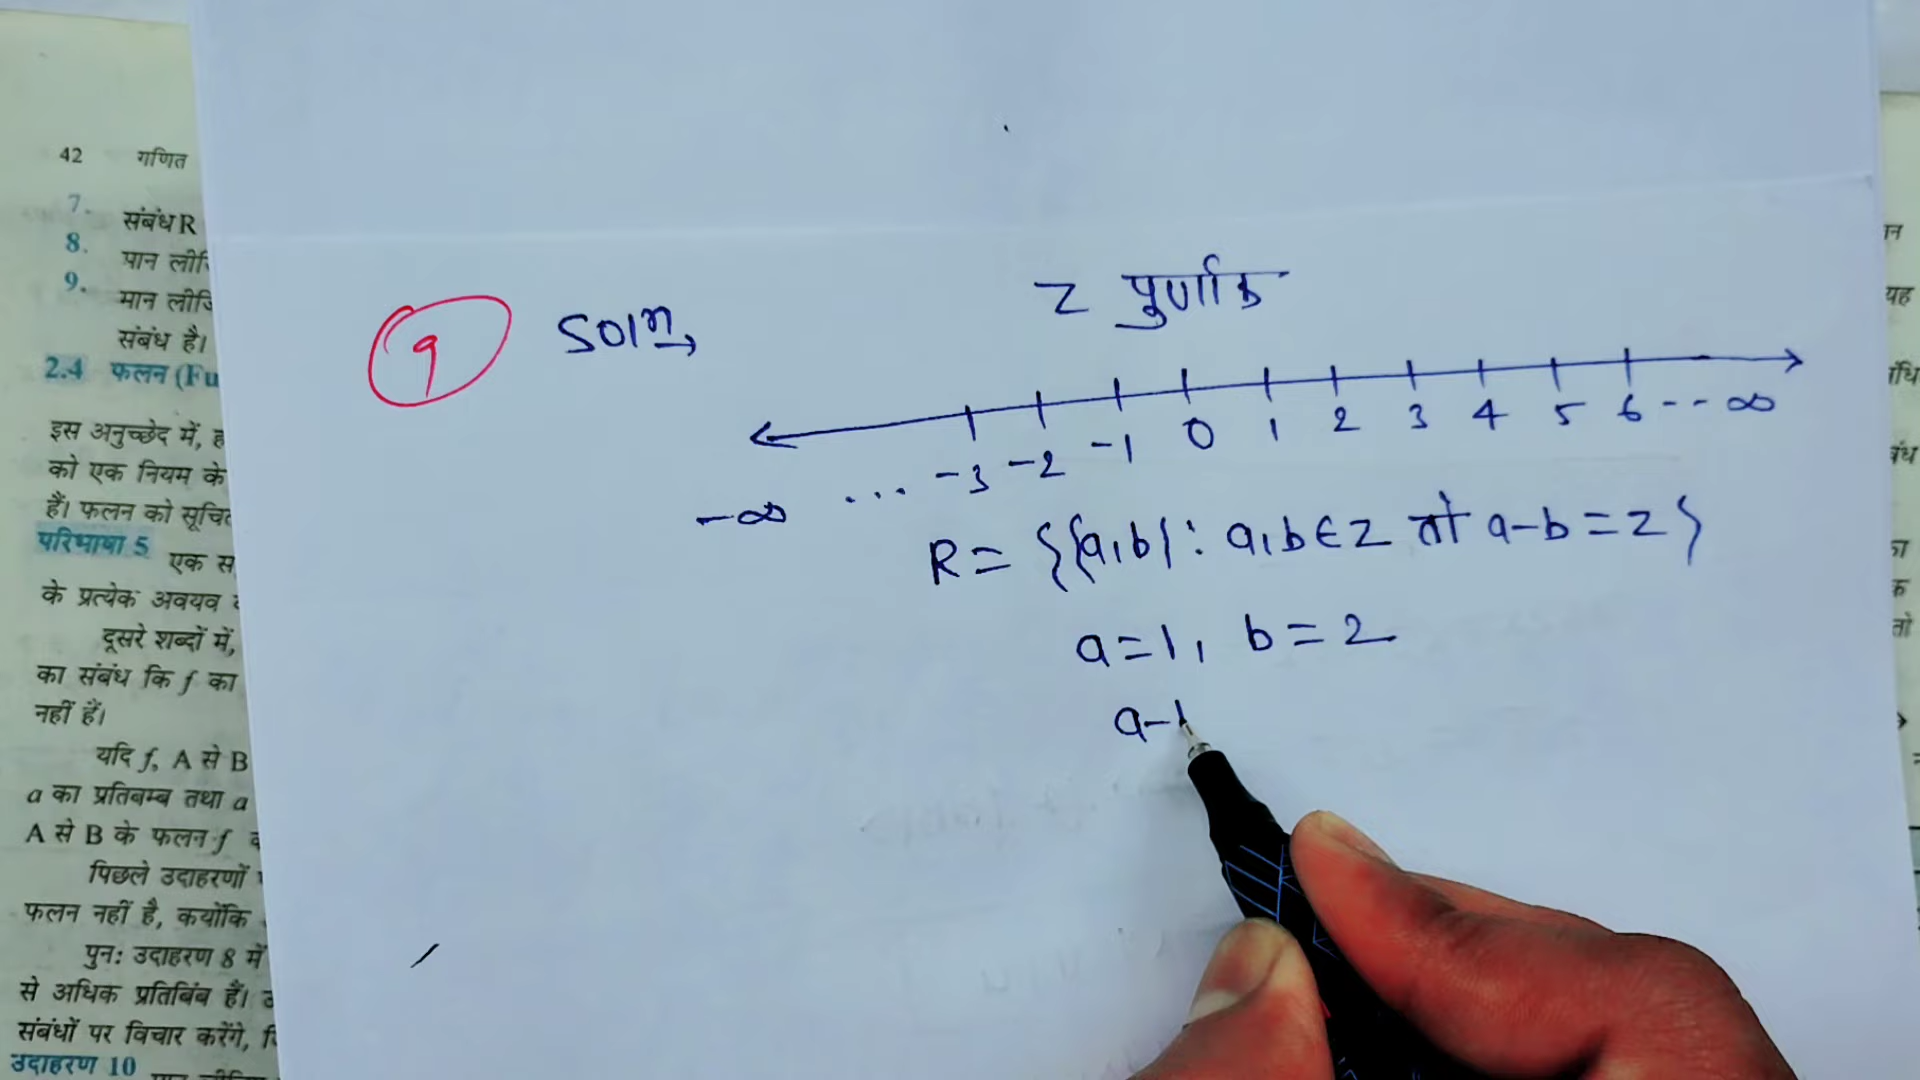 42 गणित
7. संबंध R
8. पान
9. मान
संबंध है।
2.4 फलन (Fu
इस अनुच्छेद में,
को एक नियम के
हैं। फलन को
परिभाषा 5 एक
के प्रत्येक अवयव
दूसरे शब्दों में,
का संबंध कि f का
नहीं हैं।
यदि f, A से B
a का प्रतिबम्ब तथा a
A से B के फलन f
पिछले उदाहरणों
फलन नहीं है, क्योंकि
पुन: उदाहरण 8 में
से अधिक प्रतिबिंब हैं।
संबंधों पर विचार करेंगे,
उदाहरण 10
9 Soln→
Z पुर्णाक
-∞ ... -3 -2 -1 0 1 2 3 4 5 6 -- ∞
R = {(a,b) : a,b ∈ Z तो a-b = Z}
a=1, b=2
a-